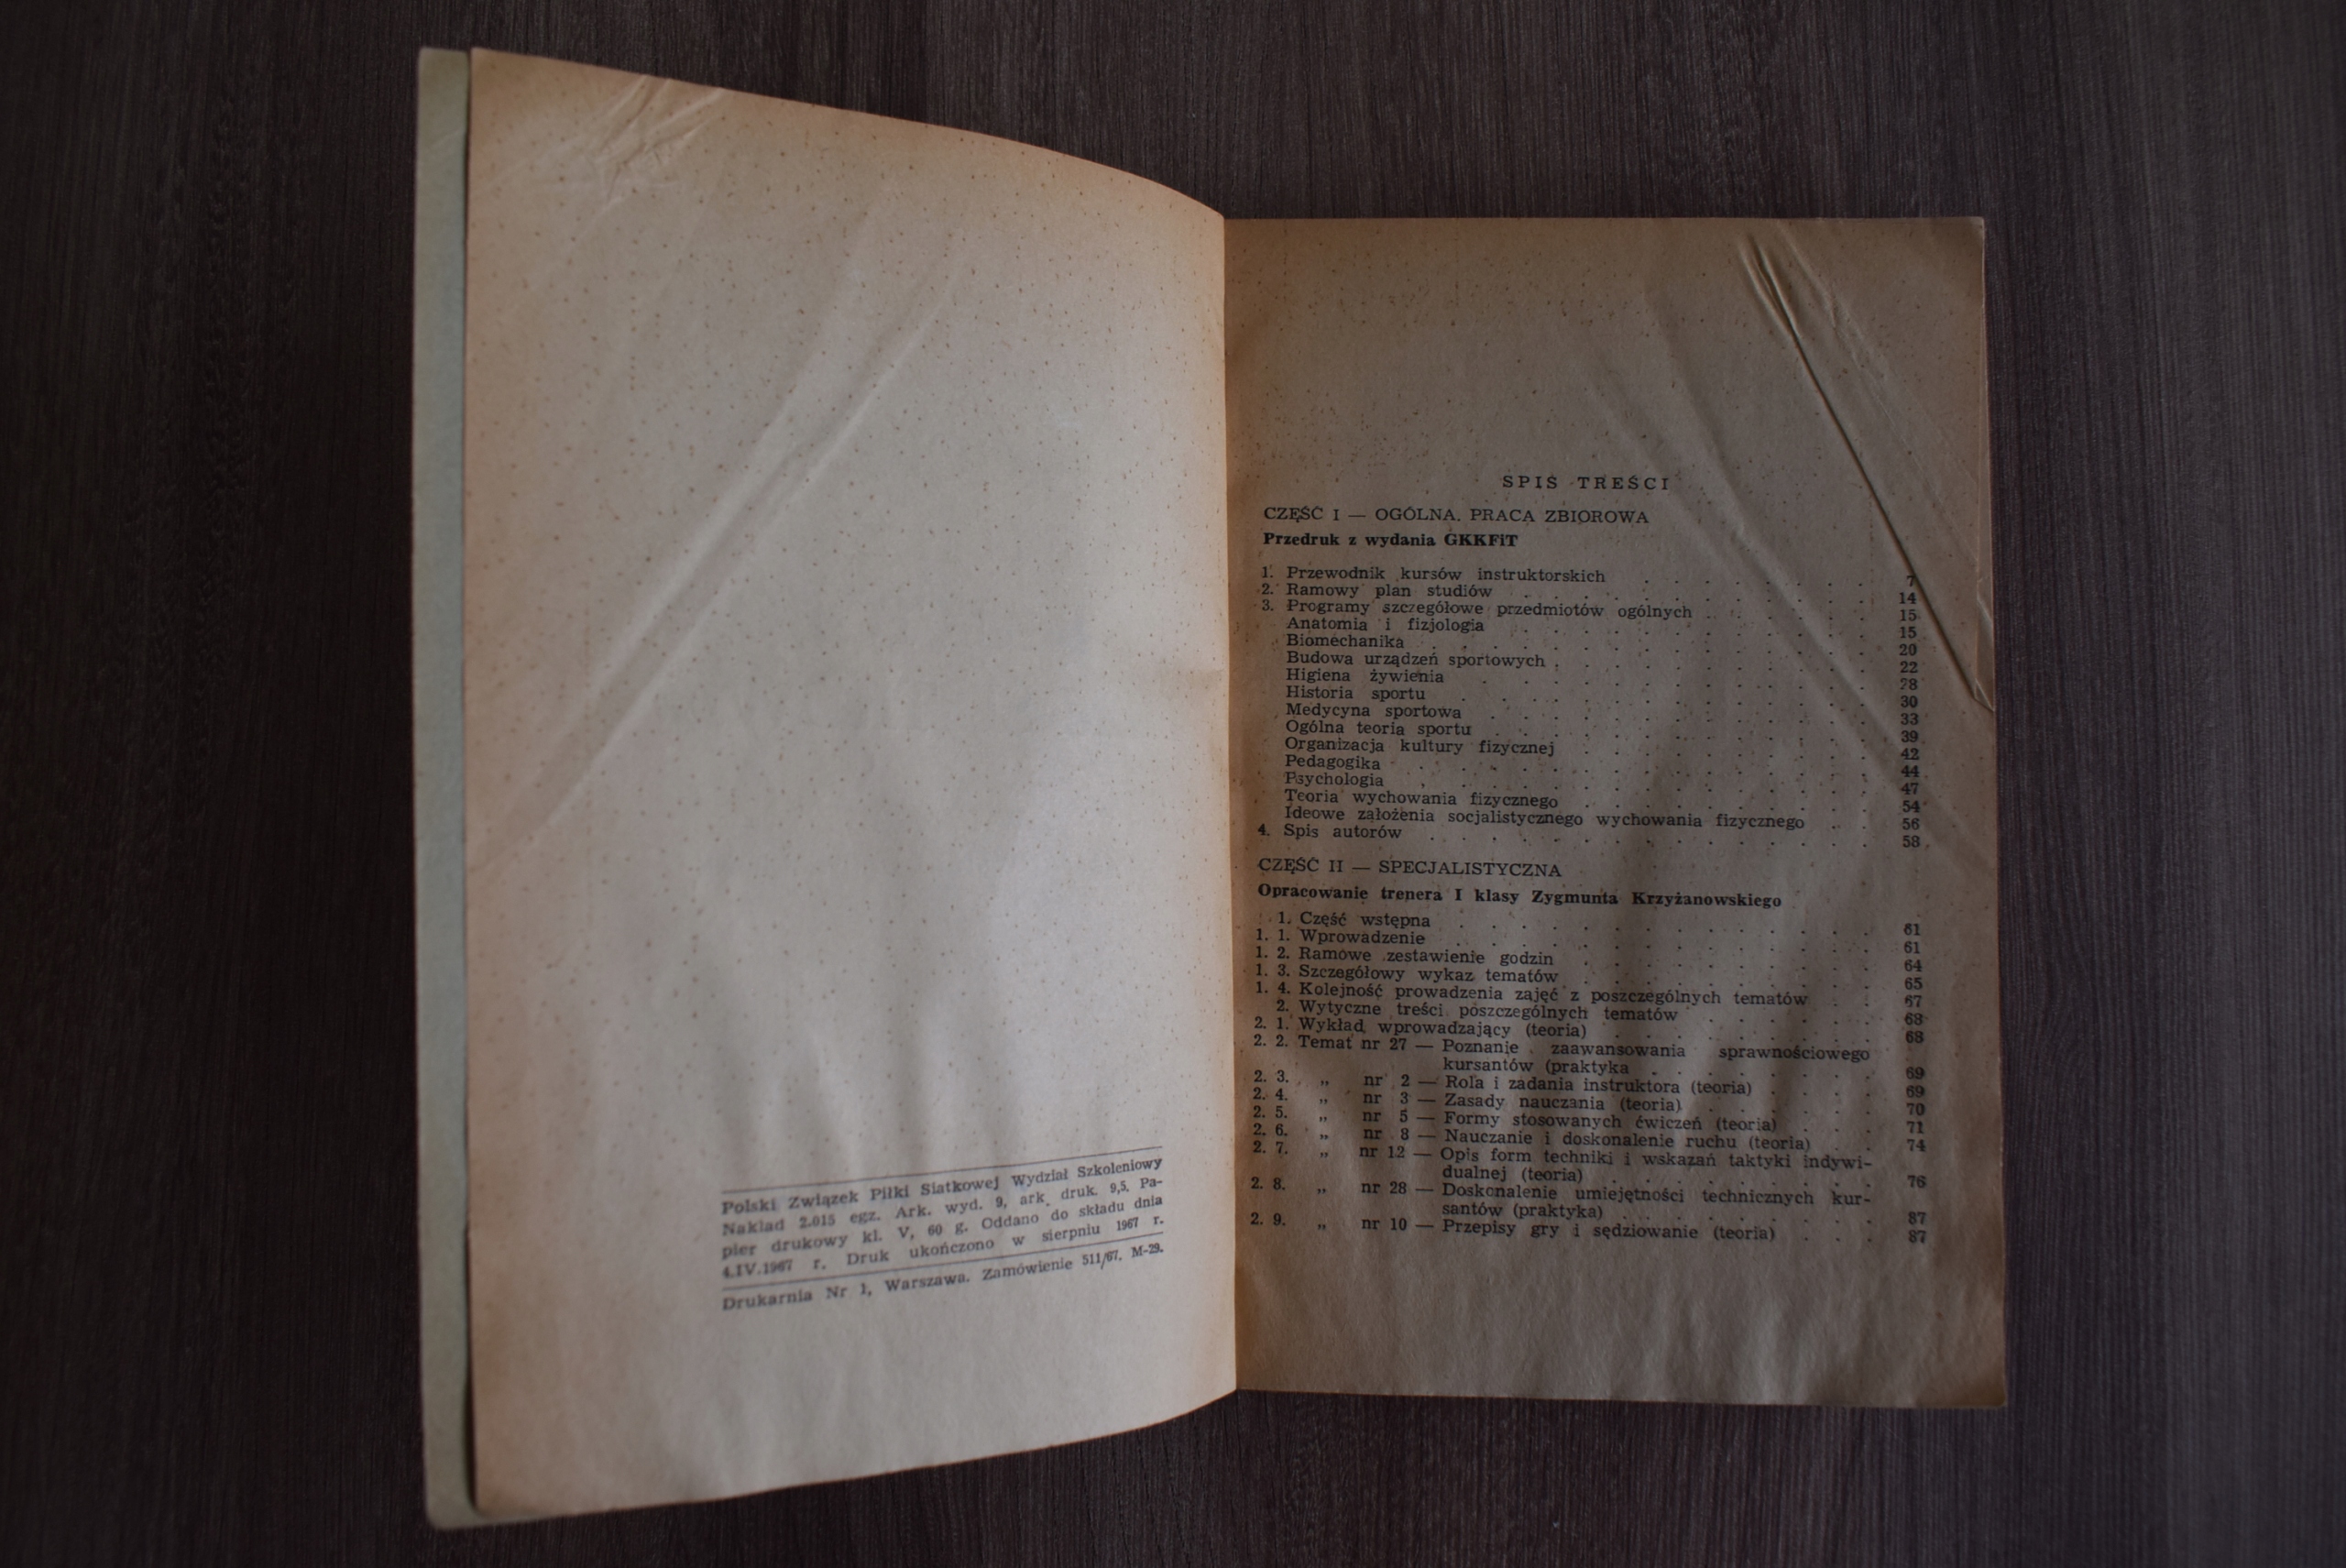 Polski Związek Piłki Siatkowej Wydział Szkoleniowy
Nakład 2.015 egz. Ark. wyd. 9, ark. druk. 9,5. Pa-
pier drukowy kl. V, 60 g. Oddano do składu dnia
4.IV.1967 r. Druk ukończono w sierpniu 1967 r.
Drukarnia Nr 1, Warszawa. Zamówienie 511/67. M-29.
SPIS TREŚCI
CZĘŚĆ I — OGÓLNA. PRACA ZBIOROWA
Przedruk z wydania GKKFiT
1. Przewodnik kursów instruktorskich . . . . . . . 7
2. Ramowy plan studiów . . . . . . . . . . 14
3. Programy szczegółowe przedmiotów ogólnych . . . . . 15
Anatomia i fizjologia . . . . . . . . . . 15
Biomechanika . . . . . . . . . . . . 20
Budowa urządzeń sportowych . . . . . . . . . 22
Higiena żywienia . . . . . . . . . . . 28
Historia sportu . . . . . . . . . . . 30
Medycyna sportowa . . . . . . . . . . 33
Ogólna teoria sportu . . . . . . . . . . 39
Organizacja kultury fizycznej . . . . . . . . 42
Pedagogika . . . . . . . . . . . . 44
Psychologia . . . . . . . . . . . . 47
Teoria wychowania fizycznego . . . . . . . . 54
Ideowe założenia socjalistycznego wychowania fizycznego . . 56
4. Spis autorów . . . . . . . . . . . . 58
CZĘŚĆ II — SPECJALISTYCZNA
Opracowanie trenera I klasy Zygmunta Krzyżanowskiego
1. Część wstępna . . . . . . . . . . . 61
1. 1. Wprowadzenie . . . . . . . . . . . 61
1. 2. Ramowe zestawienie godzin . . . . . . . . 64
1. 3. Szczegółowy wykaz tematów . . . . . . . . 65
1. 4. Kolejność prowadzenia zajęć z poszczególnych tematów . . 67
2. Wytyczne treści poszczególnych tematów . . . . . . 68
2. 1. Wykład wprowadzający (teoria) . . . . . . . 68
2. 2. Temat nr 27 — Poznanie zaawansowania sprawnościowego
kursantów (praktyka . . . . . . . 69
2. 3. „ nr 2 — Rola i zadania instruktora (teoria) . . . . 69
2. 4. „ nr 3 — Zasady nauczania (teoria) . . . . . . 70
2. 5. „ nr 5 — Formy stosowanych ćwiczeń (teoria) . . . 71
2. 6. „ nr 8 — Nauczanie i doskonalenie ruchu (teoria) . . 74
2. 7. „ nr 12 — Opis form techniki i wskazań taktyki indywi-
dualnej (teoria) . . . . . . . . 76
2. 8. „ nr 28 — Doskonalenie umiejętności technicznych kur-
santów (praktyka) . . . . . . . . 87
2. 9. „ nr 10 — Przepisy gry i sędziowanie (teoria) . . . 87